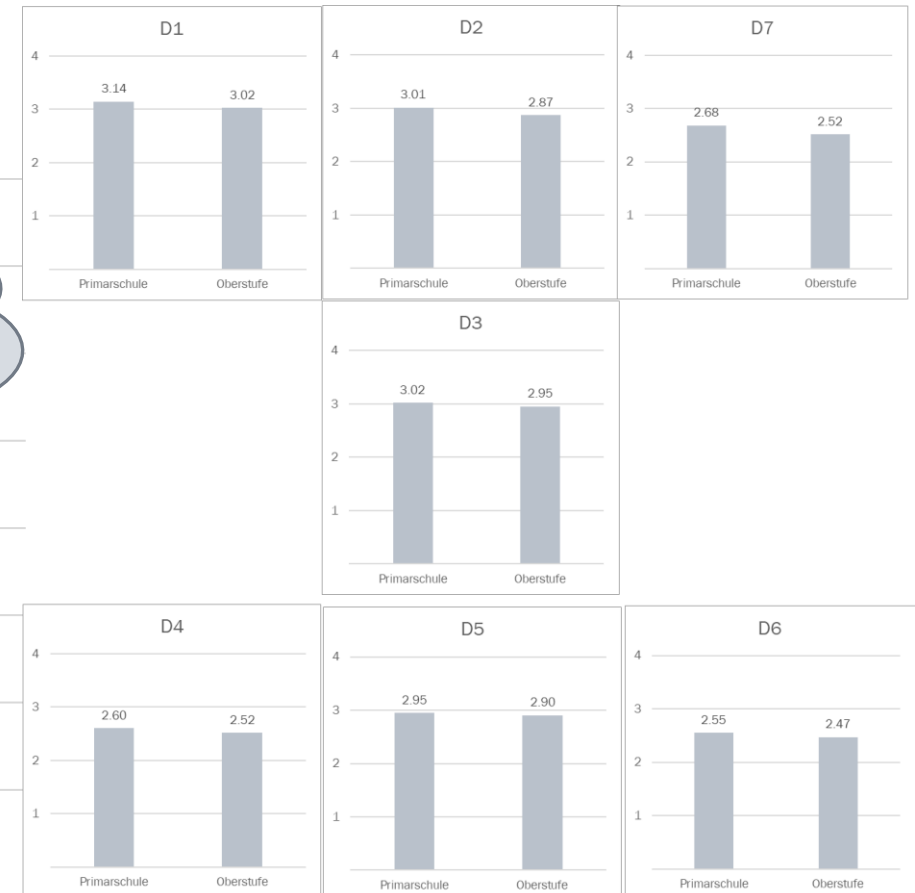 D1
4
3
2
1
3.14
3.02
Primarschule
Oberstufe
D2
4
3
2
1
3.01
2.87
Primarschule
Oberstufe
D7
4
3
2
1
2.68
2.52
Primarschule
Oberstufe
D3
4
3
2
1
3.02
2.95
Primarschule
Oberstufe
D4
4
3
2
1
2.60
2.52
Primarschule
Oberstufe
D5
4
3
2
1
2.95
2.90
Primarschule
Oberstufe
D6
4
3
2
1
2.55
2.47
Primarschule
Oberstufe